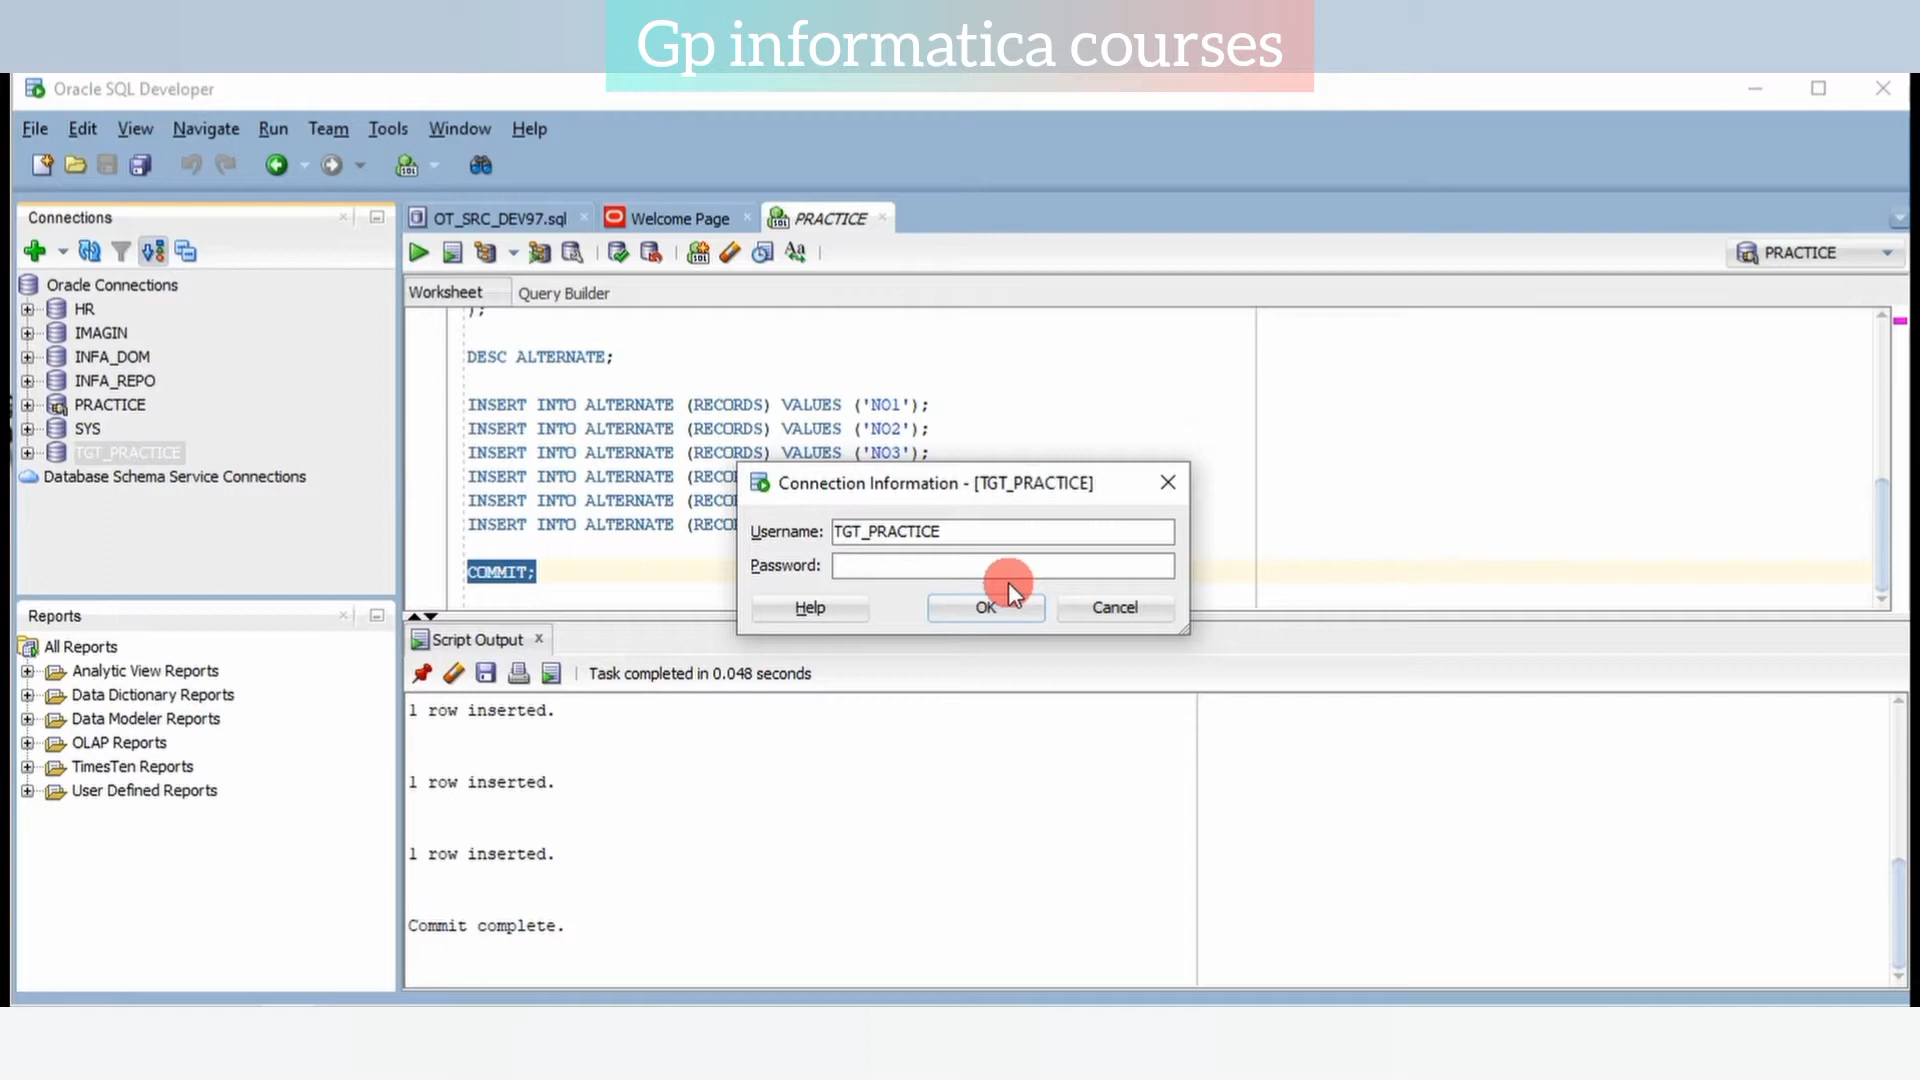 Gp informatica courses
Oracle SQL Developer
File Edit View Navigate Run Team Tools Window Help
Connections
OT_SRC_DEV97.sql
Welcome Page
PRACTICE
PRACTICE
Oracle Connections
HR
IMAGIN
INFA_DOM
INFA_REPO
PRACTICE
SYS
TGT_PRACTICE
Database Schema Service Connections
Worksheet
Query Builder
);
DESC ALTERNATE;
INSERT INTO ALTERNATE (RECORDS) VALUES ('NO1');
INSERT INTO ALTERNATE (RECORDS) VALUES ('NO2');
INSERT INTO ALTERNATE (RECORDS) VALUES ('NO3');
INSERT INTO ALTERNATE (RECO
INSERT INTO ALTERNATE (RECO
INSERT INTO ALTERNATE (RECO
COMMIT;
Connection Information - [TGT_PRACTICE]
Username: TGT_PRACTICE
Password:
Help
OK
Cancel
Reports
All Reports
Analytic View Reports
Data Dictionary Reports
Data Modeler Reports
OLAP Reports
TimesTen Reports
User Defined Reports
Script Output
Task completed in 0.048 seconds
1 row inserted.
1 row inserted.
1 row inserted.
Commit complete.